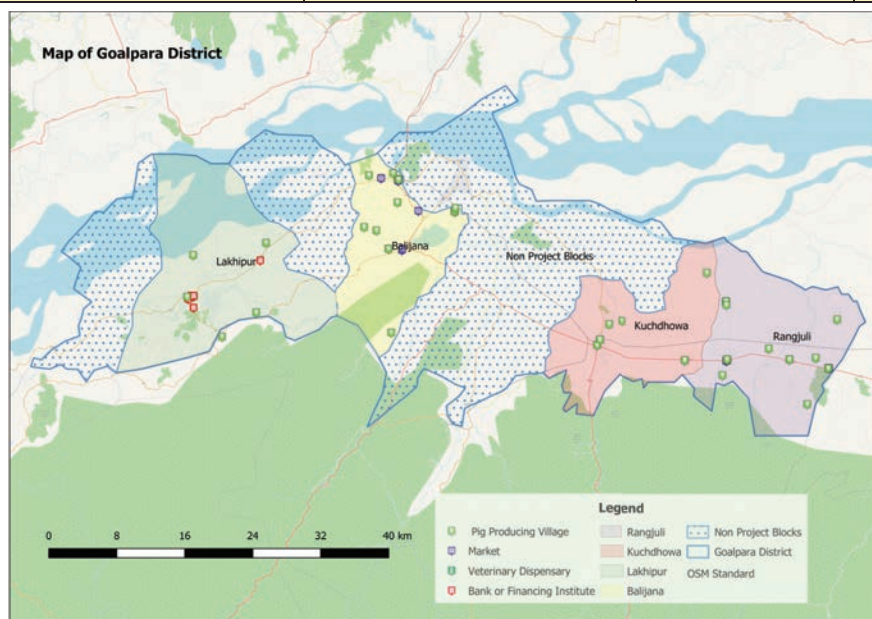 Map of Goalpara District
Lakhipur
Balijana
Non Project Blocks
Kuchdhowa
Rangjuli
0 8 16 24 32 40 km
Legend
Pig Producing Village
Market
Veterinary Dispensary
Bank or Financing Institute
Rangjuli
Kuchdhowa
Lakhipur
Balijana
Non Project Blocks
Goalpara District
OSM Standard